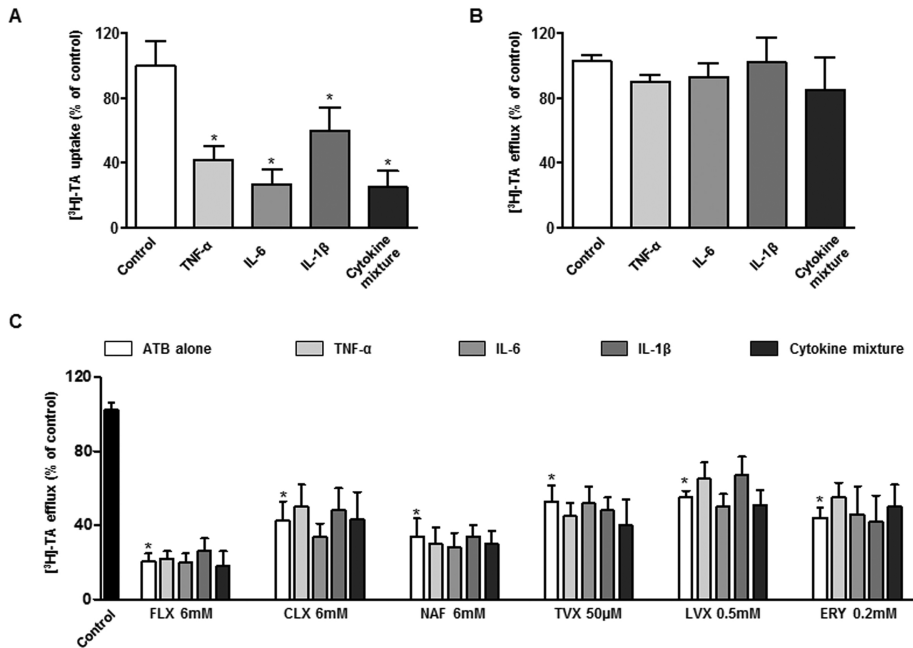 A
[³H]-TA uptake (% of control)
120
80
40
0
*
*
*
*
Control
TNF-α
IL-6
IL-1β
Cytokine
mixture
B
[³H]-TA efflux (% of control)
120
80
40
0
Control
TNF-α
IL-6
IL-1β
Cytokine
mixture
C
ATB alone
TNF-α
IL-6
IL-1β
Cytokine mixture
[³H]-TA efflux (% of control)
120
80
40
0
*
*
*
*
*
*
Control
FLX 6mM
CLX 6mM
NAF 6mM
TVX 50μM
LVX 0.5mM
ERY 0.2mM